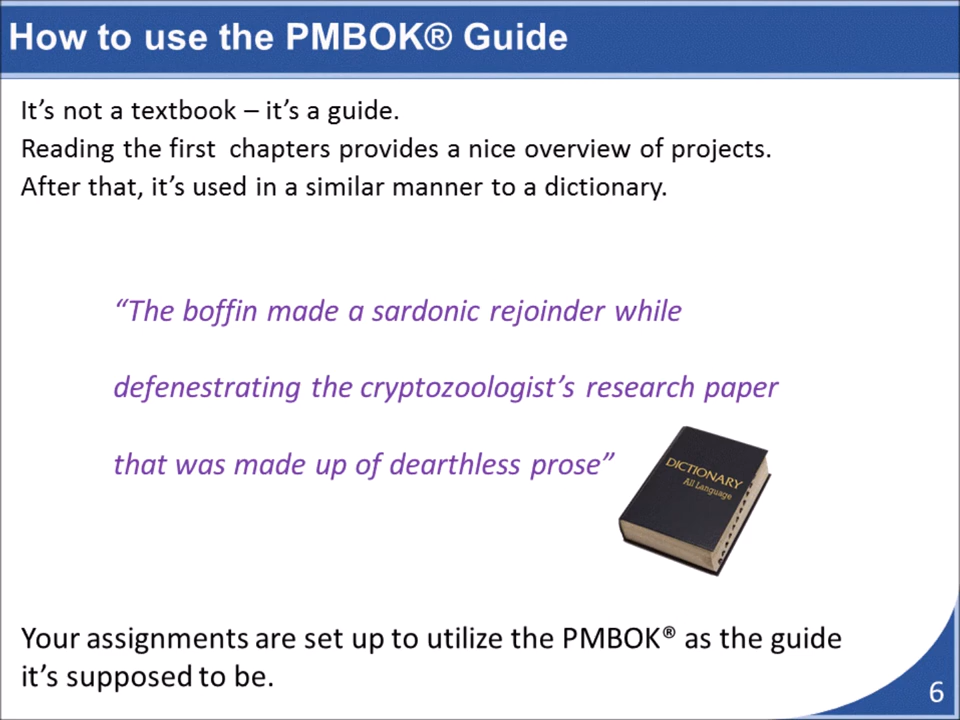 How to use the PMBOK® Guide
It’s not a textbook – it’s a guide.
Reading the first chapters provides a nice overview of projects.
After that, it’s used in a similar manner to a dictionary.
“The boffin made a sardonic rejoinder while
defenestrating the cryptozoologist’s research paper
that was made up of dearthless prose”
DICTIONARY
All Language
Your assignments are set up to utilize the PMBOK® as the guide
it’s supposed to be.
6